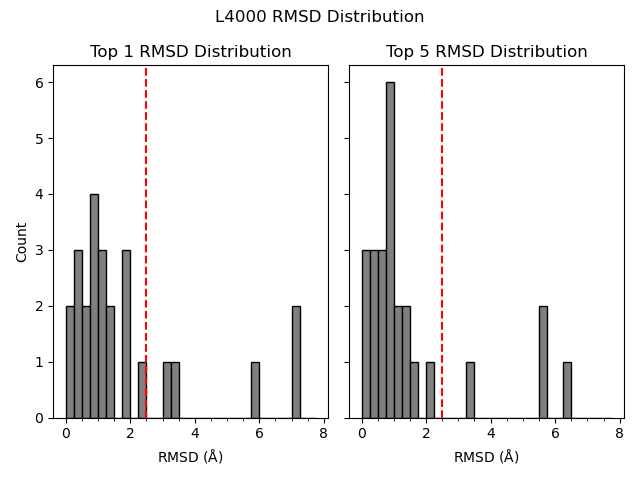 L4000 RMSD Distribution
Top 1 RMSD Distribution
Top 5 RMSD Distribution
Count
6
5
4
3
2
1
0
0 2 4 6 8
0 2 4 6 8
RMSD (Å)
RMSD (Å)